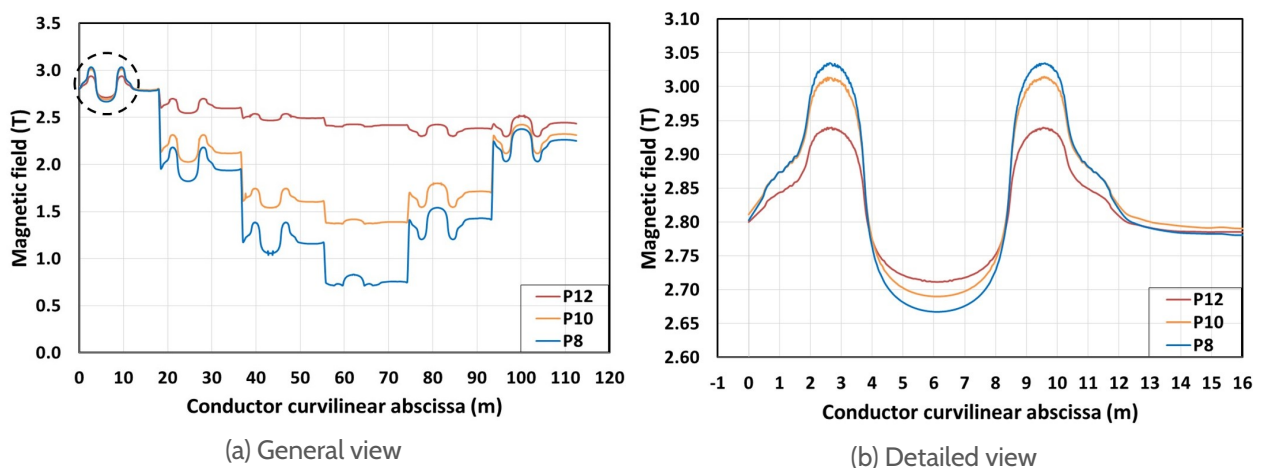 3.5
3.0
2.5
2.0
1.5
1.0
0.5
0.0
Magnetic field (T)
0 10 20 30 40 50 60 70 80 90 100 110 120
Conductor curvilinear abscissa (m)
P12
P10
P8
(a) General view
3.10
3.05
3.00
2.95
2.90
2.85
2.80
2.75
2.70
2.65
2.60
Magnetic field (T)
-1 0 1 2 3 4 5 6 7 8 9 10 11 12 13 14 15 16
Conductor curvilinear abscissa (m)
P12
P10
P8
(b) Detailed view